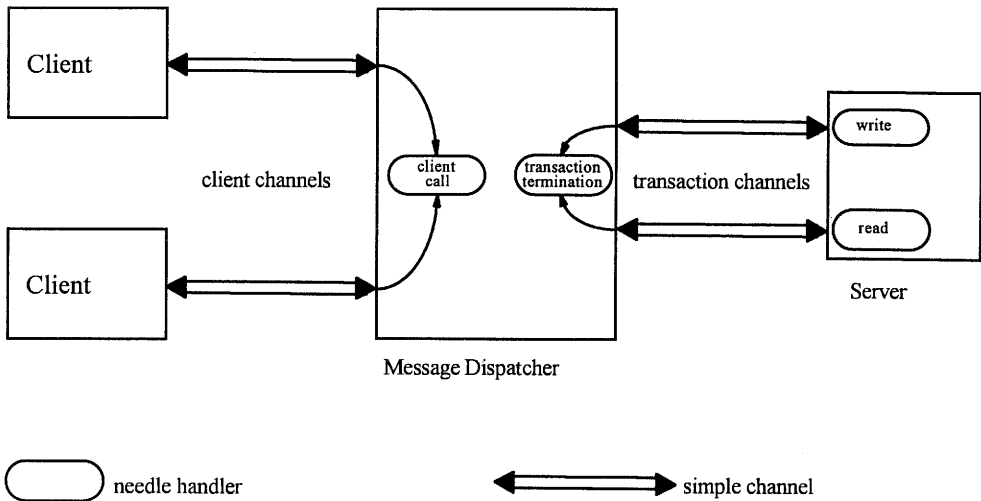 Client
client channels
Client
client
call
transaction
termination
Message Dispatcher
transaction channels
write
read
Server
needle handler
simple channel